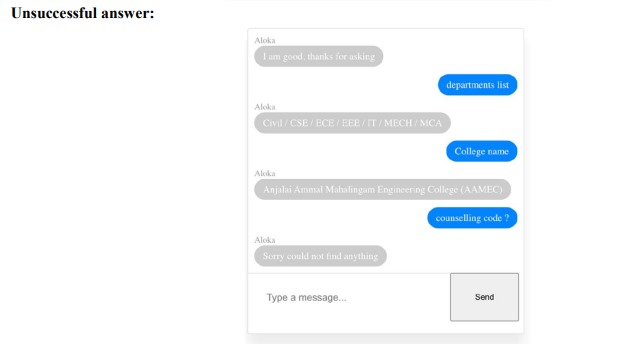 Unsuccessful answer:
Aloka
I am good, thanks for asking
departments list
Aloka
Civil / CSE / ECE / EEE / IT / MECH / MCA
College name
Aloka
Anjalai Ammal Mahalingam Engineering College (AAMEC)
counselling code ?
Aloka
Sorry could not find anything
Type a message...
Send